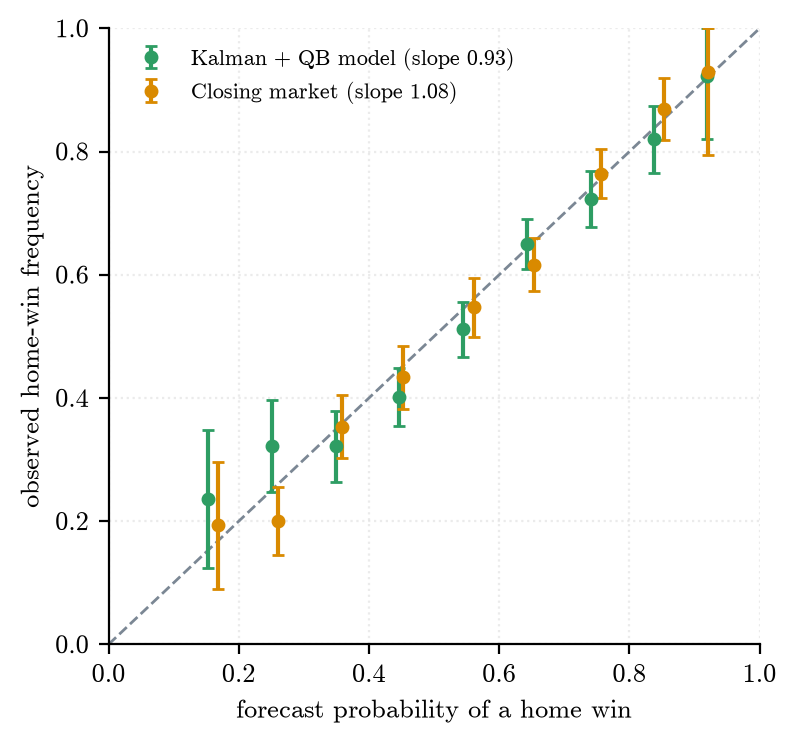 1.0
Kalman + QB model (slope 0.93)
Closing market (slope 1.08)
0.8
0.6
0.4
0.2
0.0
0.0 0.2 0.4 0.6 0.8 1.0
observed home-win frequency
forecast probability of a home win